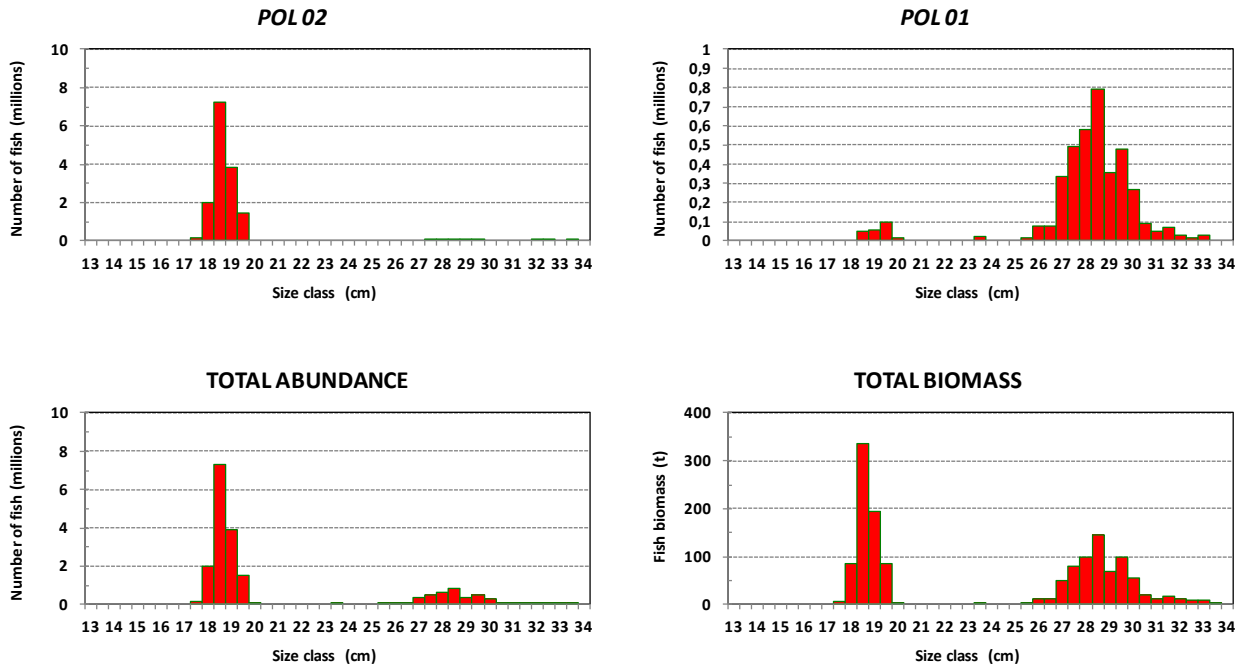 POL 02
10
8
6
4
2
0
Number of fish (millions)
13 14 15 16 17 18 19 20 21 22 23 24 25 26 27 28 29 30 31 32 33 34
Size class (cm)
POL 01
1
0,9
0,8
0,7
0,6
0,5
0,4
0,3
0,2
0,1
0
Number of fish (millions)
13 14 15 16 17 18 19 20 21 22 23 24 25 26 27 28 29 30 31 32 33 34
Size class (cm)
TOTAL ABUNDANCE
10
8
6
4
2
0
Number of fish (millions)
13 14 15 16 17 18 19 20 21 22 23 24 25 26 27 28 29 30 31 32 33 34
Size class (cm)
TOTAL BIOMASS
400
300
200
100
0
Fish biomass (t)
13 14 15 16 17 18 19 20 21 22 23 24 25 26 27 28 29 30 31 32 33 34
Size class (cm)